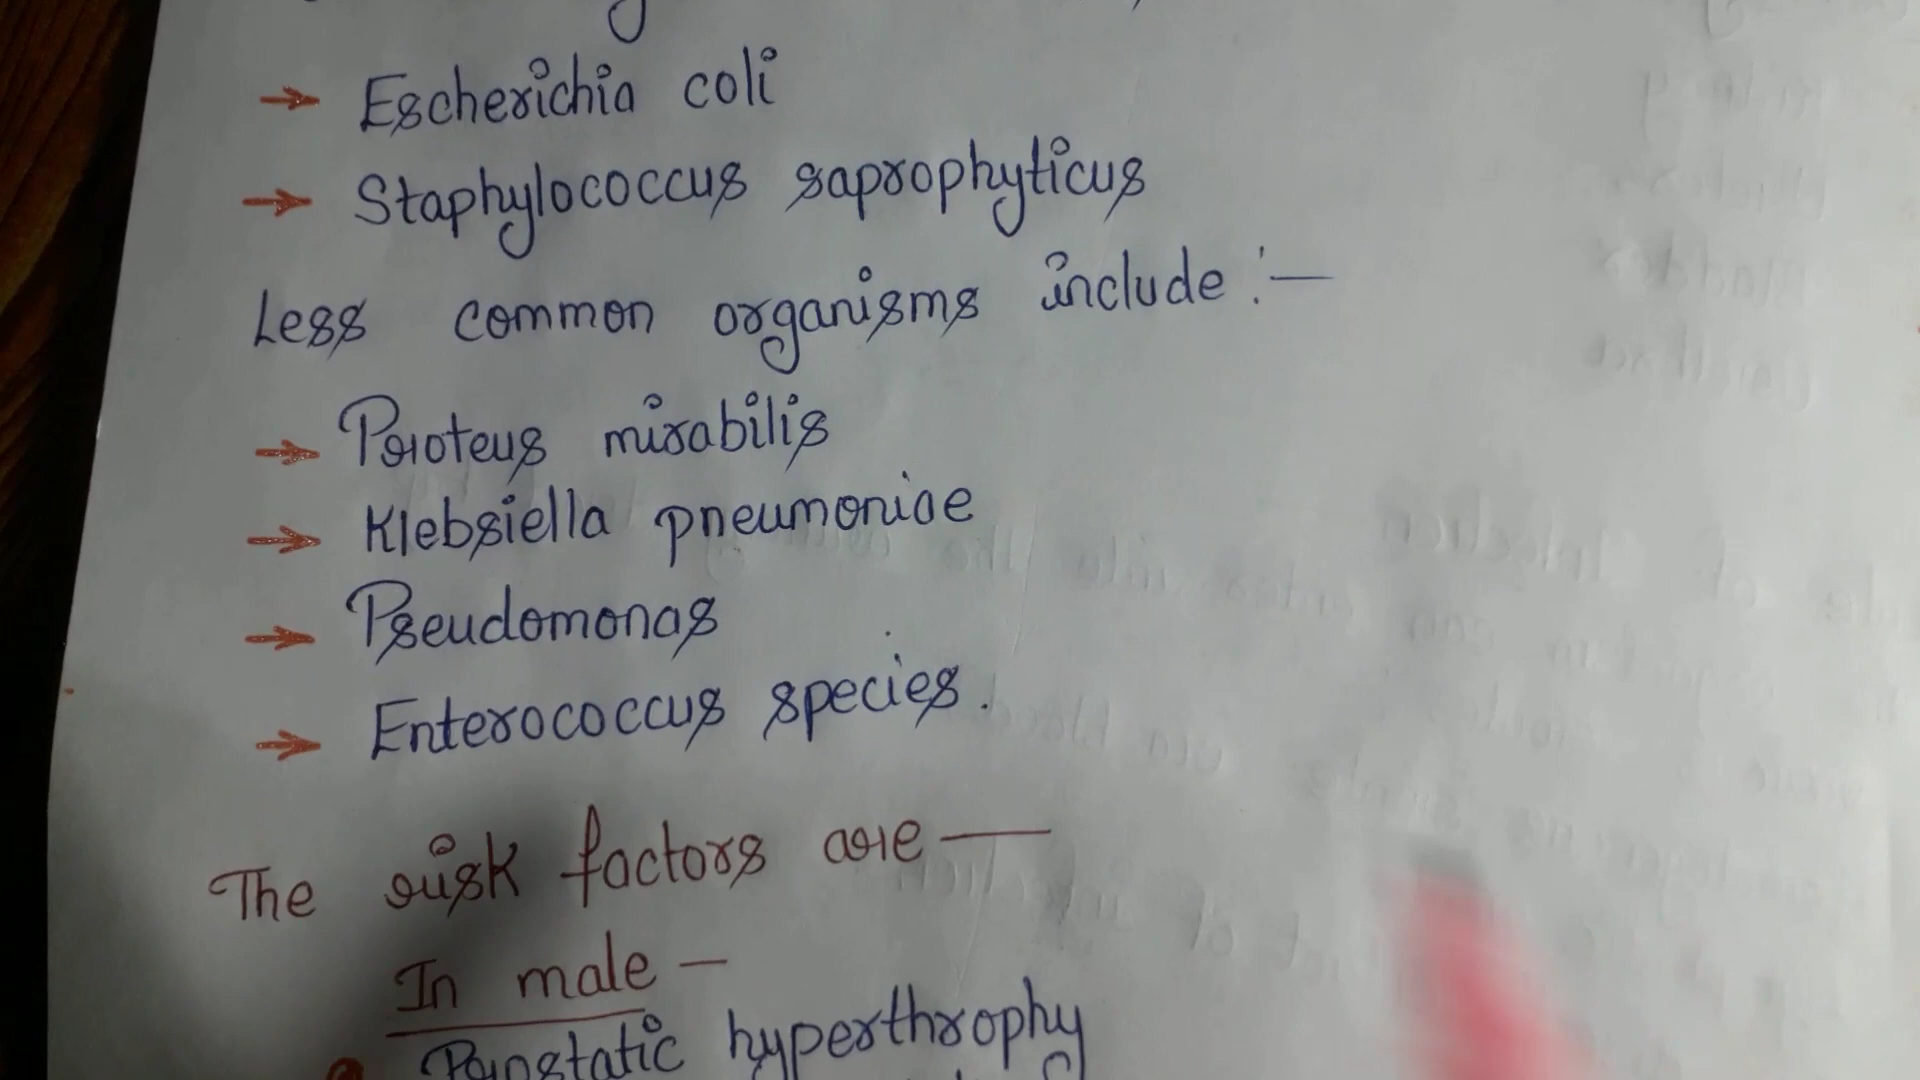 → Escherichia coli
→ Staphylococcus saprophyticus
Less common organisms include :—
→ Proteus mirabilis
→ Klebsiella pneumoniae
→ Pseudomonas
→ Enterococcus species.
The risk factors are —
In male —
Prostatic hyperthrophy